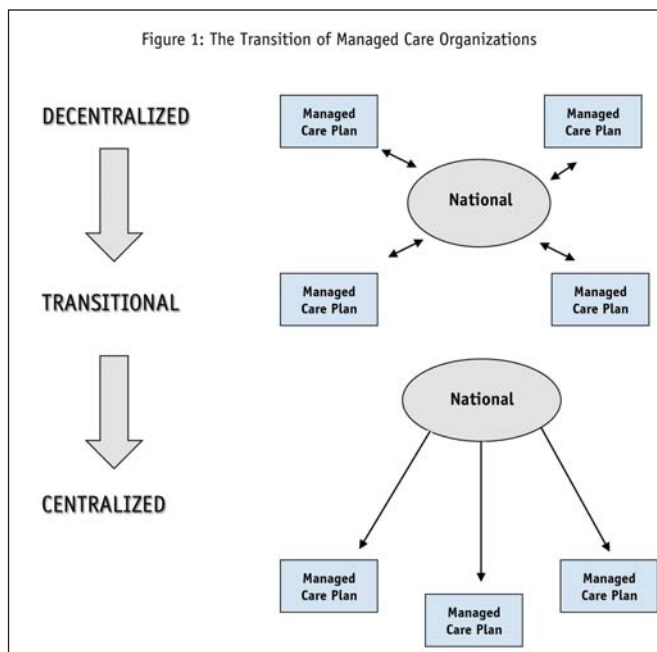 Figure 1: The Transition of Managed Care Organizations
DECENTRALIZED
Managed
Care Plan
Managed
Care Plan
National
TRANSITIONAL
Managed
Care Plan
Managed
Care Plan
National
CENTRALIZED
Managed
Care Plan
Managed
Care Plan
Managed
Care Plan